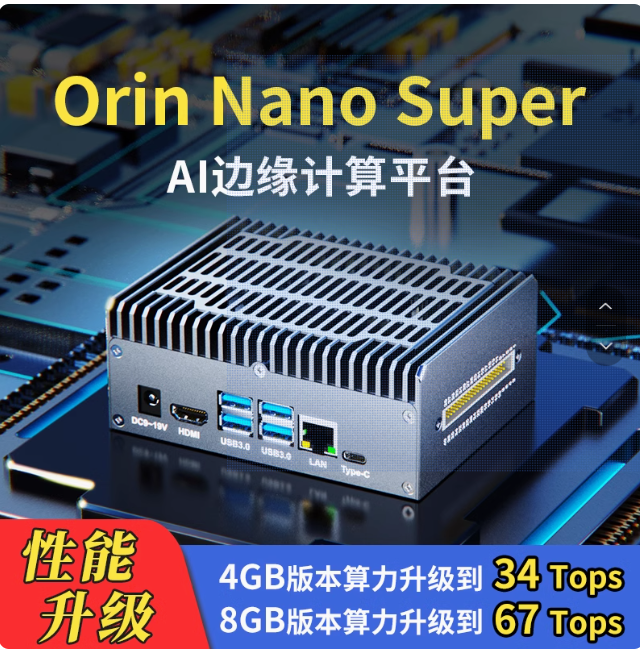 Orin Nano Super
AI边缘计算平台
DC9~19V
HDMI
USB3.0
USB3.0
LAN
Type-C
性能
升级
4GB版本算力升级到 34 Tops
8GB版本算力升级到 67 Tops